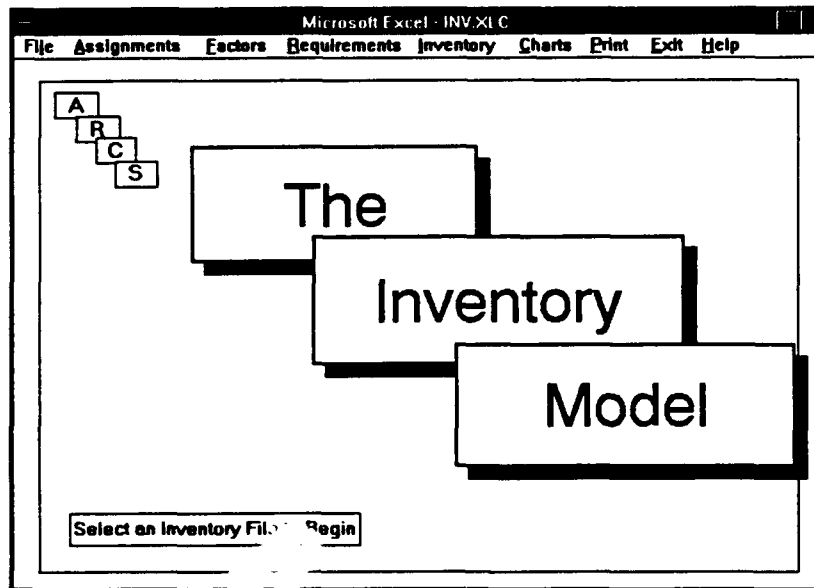 Microsoft Excel - INV.XLC
File Assignments Factors Requirements Inventory Charts Print Exit Help
A
R
C
S
The
Inventory
Model
Select an Inventory Begin